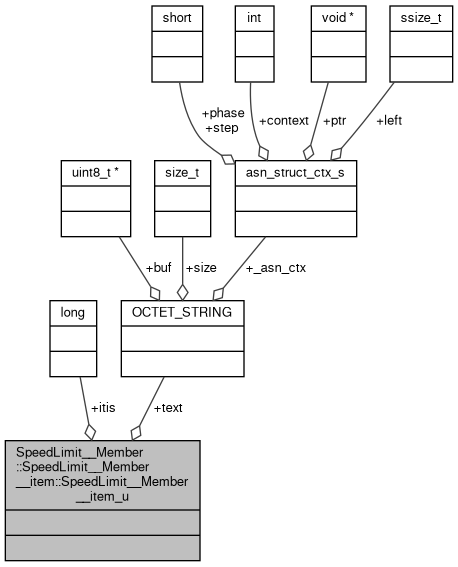 short
int
void *
ssize_t
+phase
+step
+context
+ptr
+left
uint8_t *
size_t
asn_struct_ctx_s
+buf
+size
+_asn_ctx
long
OCTET_STRING
+itis
+text
SpeedLimit__Member
::SpeedLimit__Member
__item::SpeedLimit__Member
__item_u